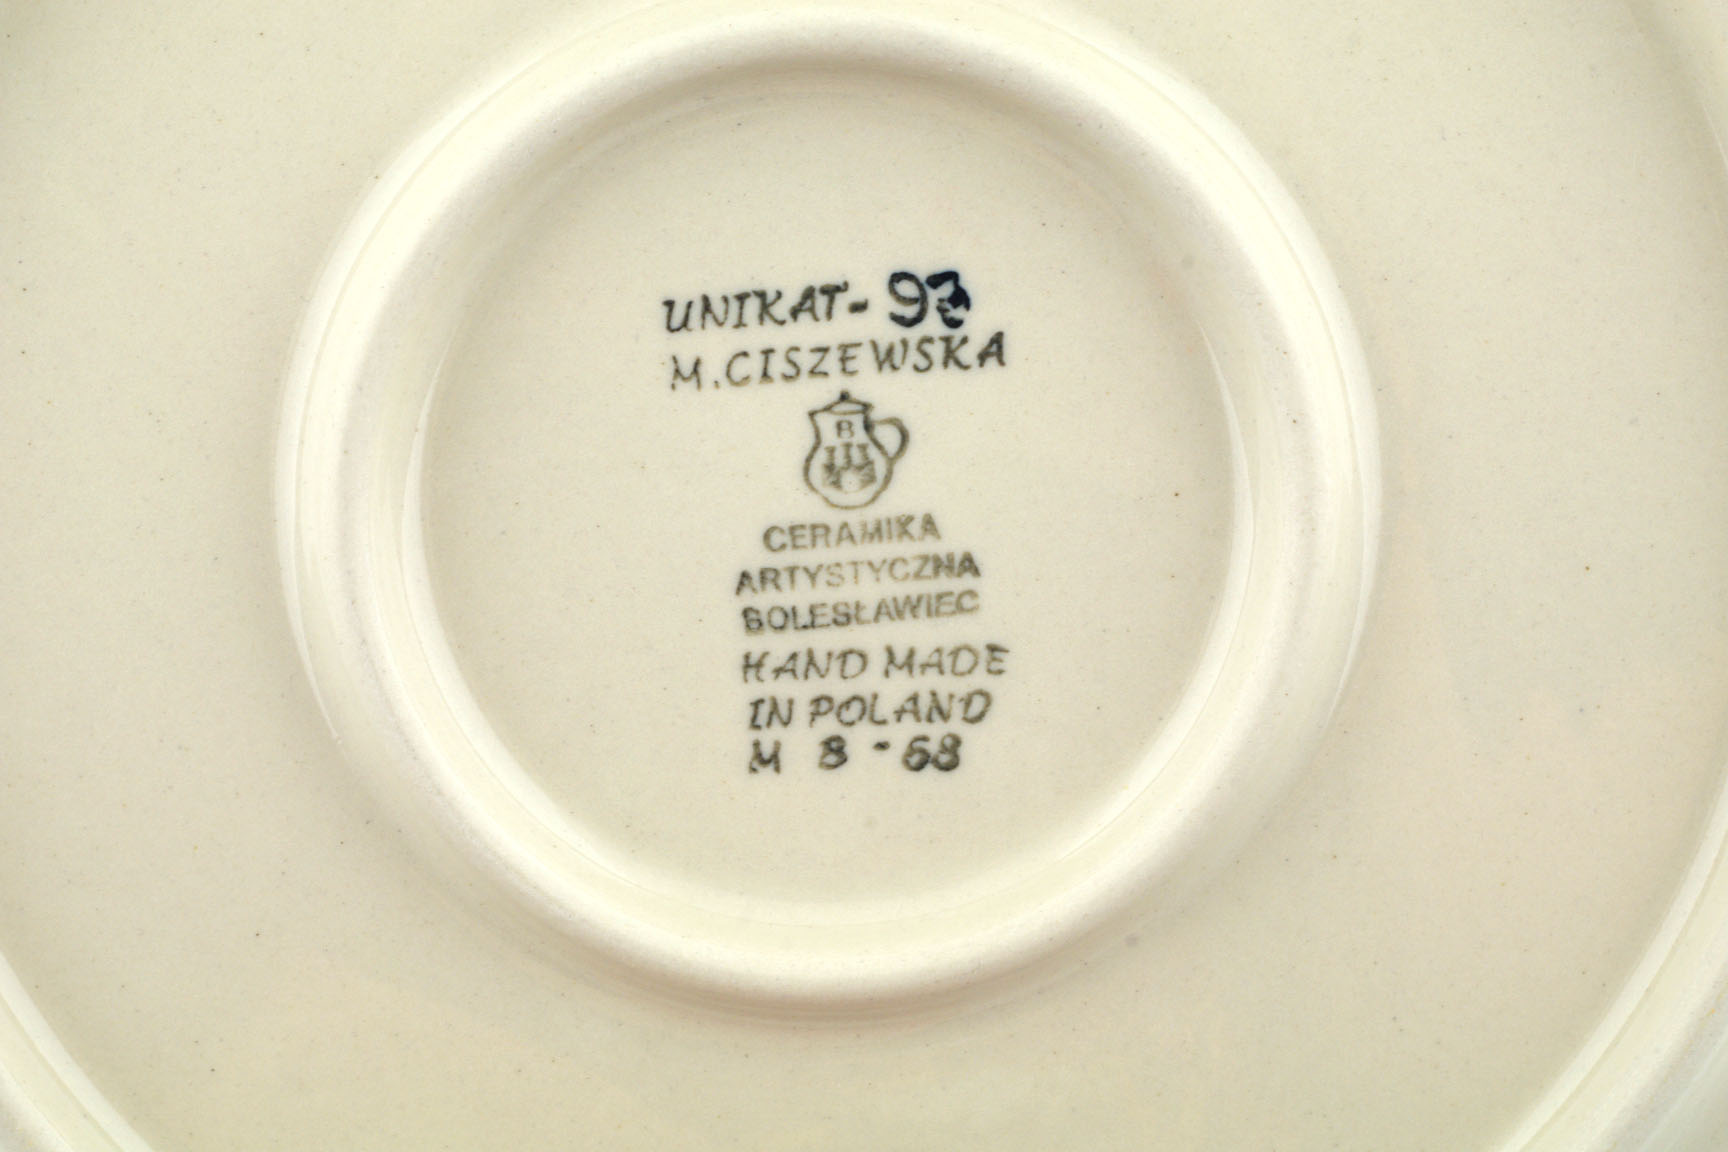 UNIKAT-93
M.CISZEWSKA
B
CERAMIKA
ARTYSTYCZNA
BOLESŁAWIEC
HAND MADE
IN POLAND
M 8-68